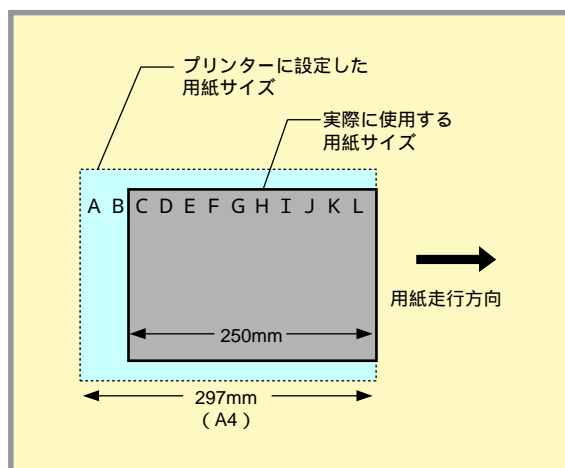 プリンターに設定した
用紙サイズ
実際に使用する
用紙サイズ
A B C D E F G H I J K L
用紙走行方向
250mm
297mm
（A4）